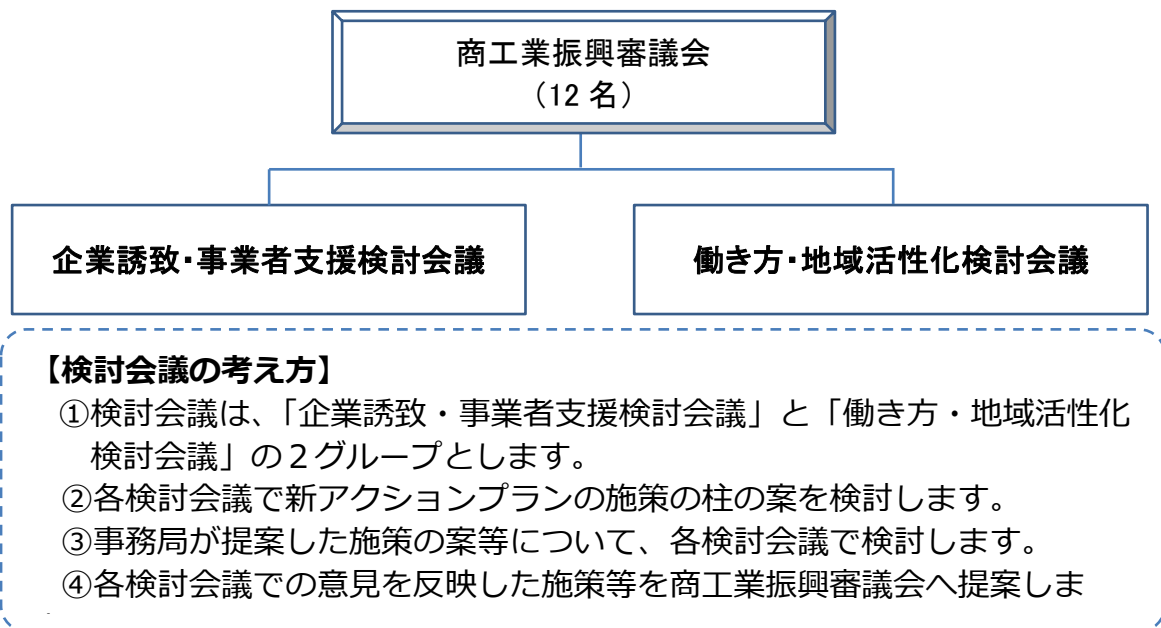 商工業振興審議会
（12 名）
企業誘致・事業者支援検討会議
働き方・地域活性化検討会議
【検討会議の考え方】
①検討会議は、「企業誘致・事業者支援検討会議」と「働き方・地域活性化
検討会議」の２グループとします。
②各検討会議で新アクションプランの施策の柱の案を検討します。
③事務局が提案した施策の案等について、各検討会議で検討します。
④各検討会議での意見を反映した施策等を商工業振興審議会へ提案しま